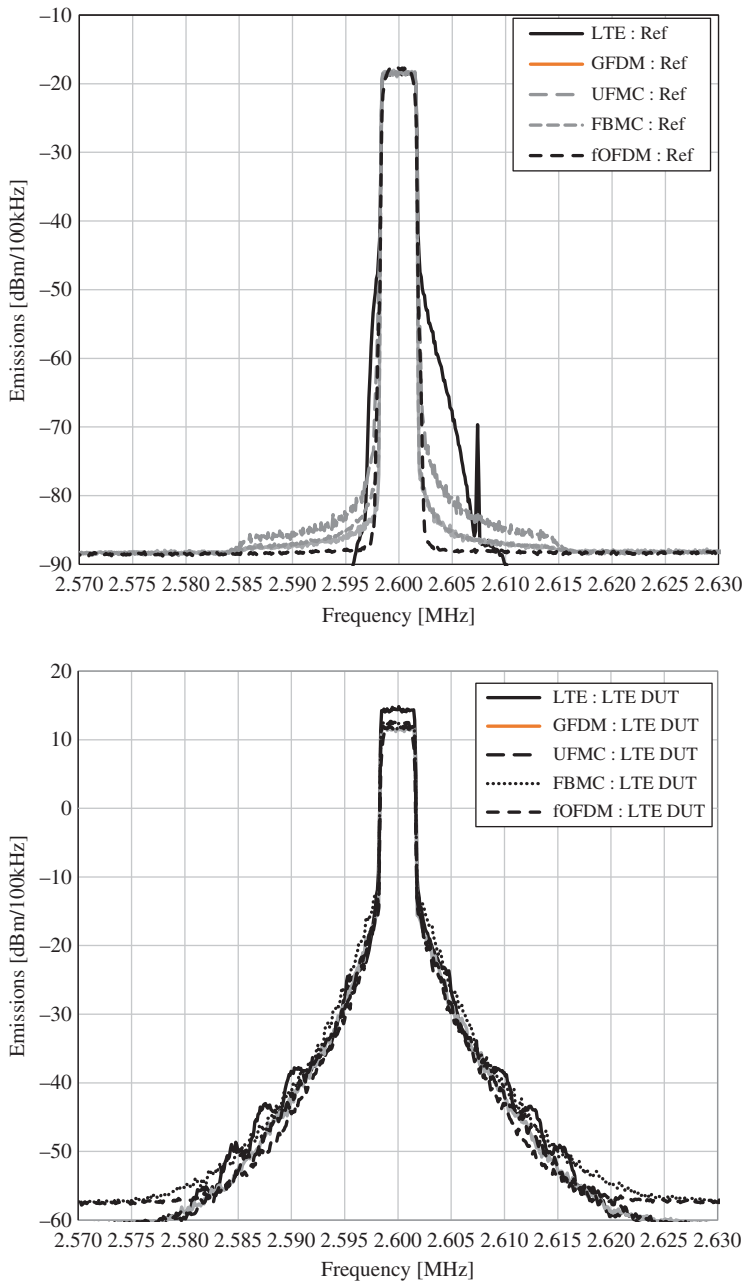 −10
−20
−30
−40
−50
−60
−70
−80
−90
Emissions [dBm/100kHz]
LTE : Ref
GFDM : Ref
UFMC : Ref
FBMC : Ref
fOFDM : Ref
2.570 2.575 2.580 2.585 2.590 2.595 2.600 2.605 2.610 2.615 2.620 2.625 2.630
Frequency [MHz]
20
10
0
−10
−20
−30
−40
−50
−60
Emissions [dBm/100kHz]
LTE : LTE DUT
GFDM : LTE DUT
UFMC : LTE DUT
FBMC : LTE DUT
fOFDM : LTE DUT
2.570 2.575 2.580 2.585 2.590 2.595 2.600 2.605 2.610 2.615 2.620 2.625 2.630
Frequency [MHz]